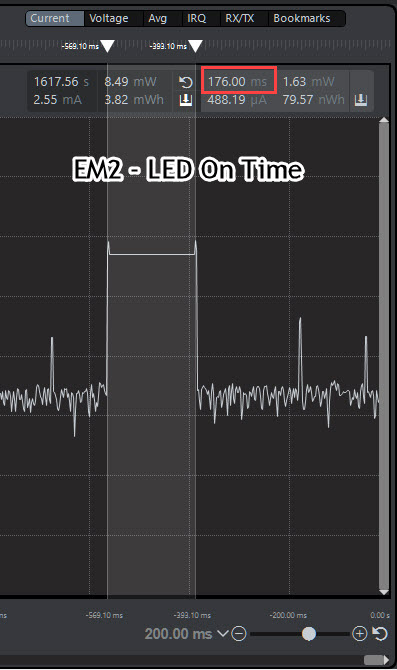 Current Voltage Avg IRQ RX/TX Bookmarks
-569.10 ms -393.10 ms
1617.56 s 8.49 mW 176.00 ms 1.63 mW
2.55 mA 3.82 mWh 488.19 µA 79.57 nWh
EM2 - LED On Time
ms -569.10 ms -393.10 ms -200.00 ms 0.00 s
200.00 ms